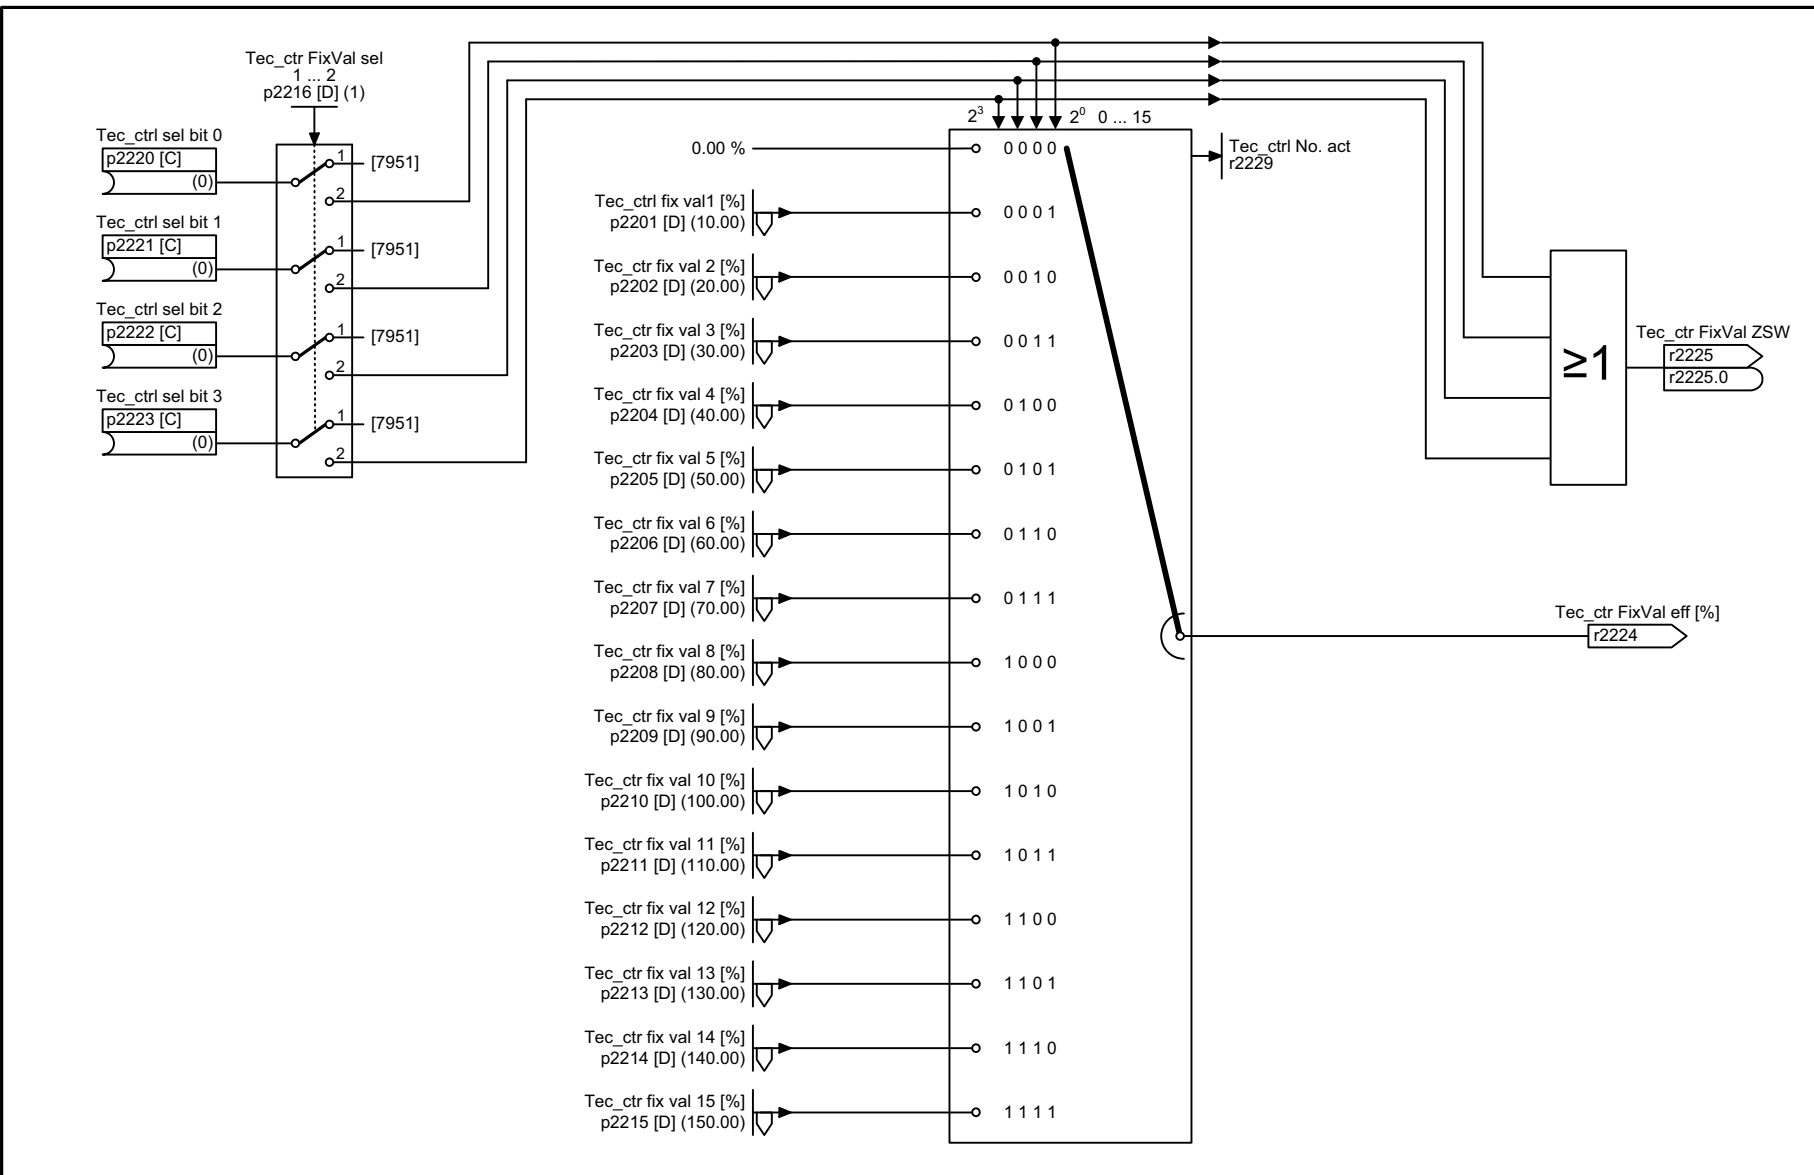 Tec_ctr FixVal sel
1 ... 2
p2216 [D] (1)
Tec_ctrl sel bit 0
p2220 [C]
(0)
1
[7951]
2
Tec_ctrl sel bit 1
p2221 [C]
(0)
1
[7951]
2
Tec_ctrl sel bit 2
p2222 [C]
(0)
1
[7951]
2
Tec_ctrl sel bit 3
p2223 [C]
(0)
1
[7951]
2
2³ 2⁰ 0 ... 15
0.00 % 0 0 0 0
Tec_ctrl No. act
r2229
Tec_ctrl fix val1 [%]
p2201 [D] (10.00)
0 0 0 1
Tec_ctr fix val 2 [%]
p2202 [D] (20.00)
0 0 1 0
Tec_ctr fix val 3 [%]
p2203 [D] (30.00)
0 0 1 1
Tec_ctr fix val 4 [%]
p2204 [D] (40.00)
0 1 0 0
Tec_ctr fix val 5 [%]
p2205 [D] (50.00)
0 1 0 1
Tec_ctr fix val 6 [%]
p2206 [D] (60.00)
0 1 1 0
Tec_ctr fix val 7 [%]
p2207 [D] (70.00)
0 1 1 1
Tec_ctr fix val 8 [%]
p2208 [D] (80.00)
1 0 0 0
Tec_ctr fix val 9 [%]
p2209 [D] (90.00)
1 0 0 1
Tec_ctr fix val 10 [%]
p2210 [D] (100.00)
1 0 1 0
Tec_ctr fix val 11 [%]
p2211 [D] (110.00)
1 0 1 1
Tec_ctr fix val 12 [%]
p2212 [D] (120.00)
1 1 0 0
Tec_ctr fix val 13 [%]
p2213 [D] (130.00)
1 1 0 1
Tec_ctr fix val 14 [%]
p2214 [D] (140.00)
1 1 1 0
Tec_ctr fix val 15 [%]
p2215 [D] (150.00)
1 1 1 1
≥1
Tec_ctr FixVal ZSW
r2225
r2225.0
Tec_ctr FixVal eff [%]
r2224